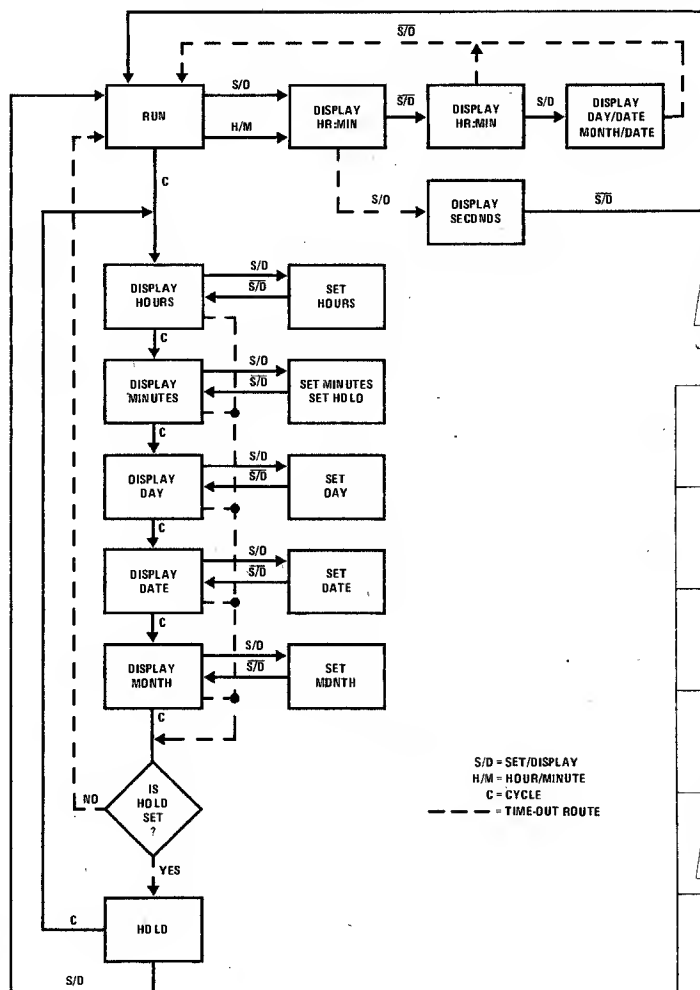 S/D
S/D
RUN
H/M
DISPLAY
HR:MIN
S/D
DISPLAY
HR:MIN
S/D
DISPLAY
DAY/DATE
MONTH/DATE
C
S/D
DISPLAY
SECONDS
S/D
DISPLAY
HOURS
S/D
S/D
SET
HOURS
C
DISPLAY
MINUTES
S/D
S/D
SET MINUTES
SET HOLD
C
DISPLAY
DAY
S/D
S/D
SET
DAY
C
DISPLAY
DATE
S/D
S/D
SET
DATE
C
DISPLAY
MONTH
S/D
S/D
SET
MONTH
C
IS
HOLD
SET
?
NO
YES
S/D = SET/DISPLAY
H/M = HOUR/MINUTE
C = CYCLE
= TIME-OUT ROUTE
C
HOLD
S/D